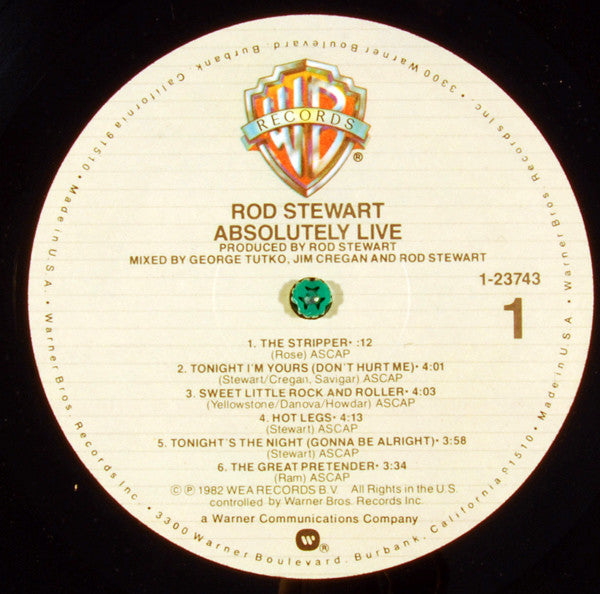 WB
RECORDS
®
ROD STEWART
ABSOLUTELY LIVE
PRODUCED BY ROD STEWART
MIXED BY GEORGE TUTKO, JIM CREGAN AND ROD STEWART
1-23743
1
1. THE STRIPPER• :12
(Rose) ASCAP
2. TONIGHT I'M YOURS (DON'T HURT ME)• 4:01
(Stewart/Cregan, Savigar) ASCAP
3. SWEET LITTLE ROCK AND ROLLER• 4:03
(Yellowstone/Danova/Howdar) ASCAP
4. HOT LEGS• 4:13
(Stewart) ASCAP
5. TONIGHT'S THE NIGHT (GONNA BE ALRIGHT)• 3:58
(Stewart) ASCAP
6. THE GREAT PRETENDER• 3:34
(Ram) ASCAP
©℗ 1982 WEA RECORDS B.V. All Rights in the U.S.
controlled by Warner Bros. Records Inc.
a Warner Communications Company
®
Warner Bros. Records Inc. • 3300 Warner Boulevard, Burbank, California 91510 • Made in U.S.A. •
Warner Bros. Records Inc. • 3300 Warner Boulevard, Burbank, California 91510 • Made in U.S.A. •